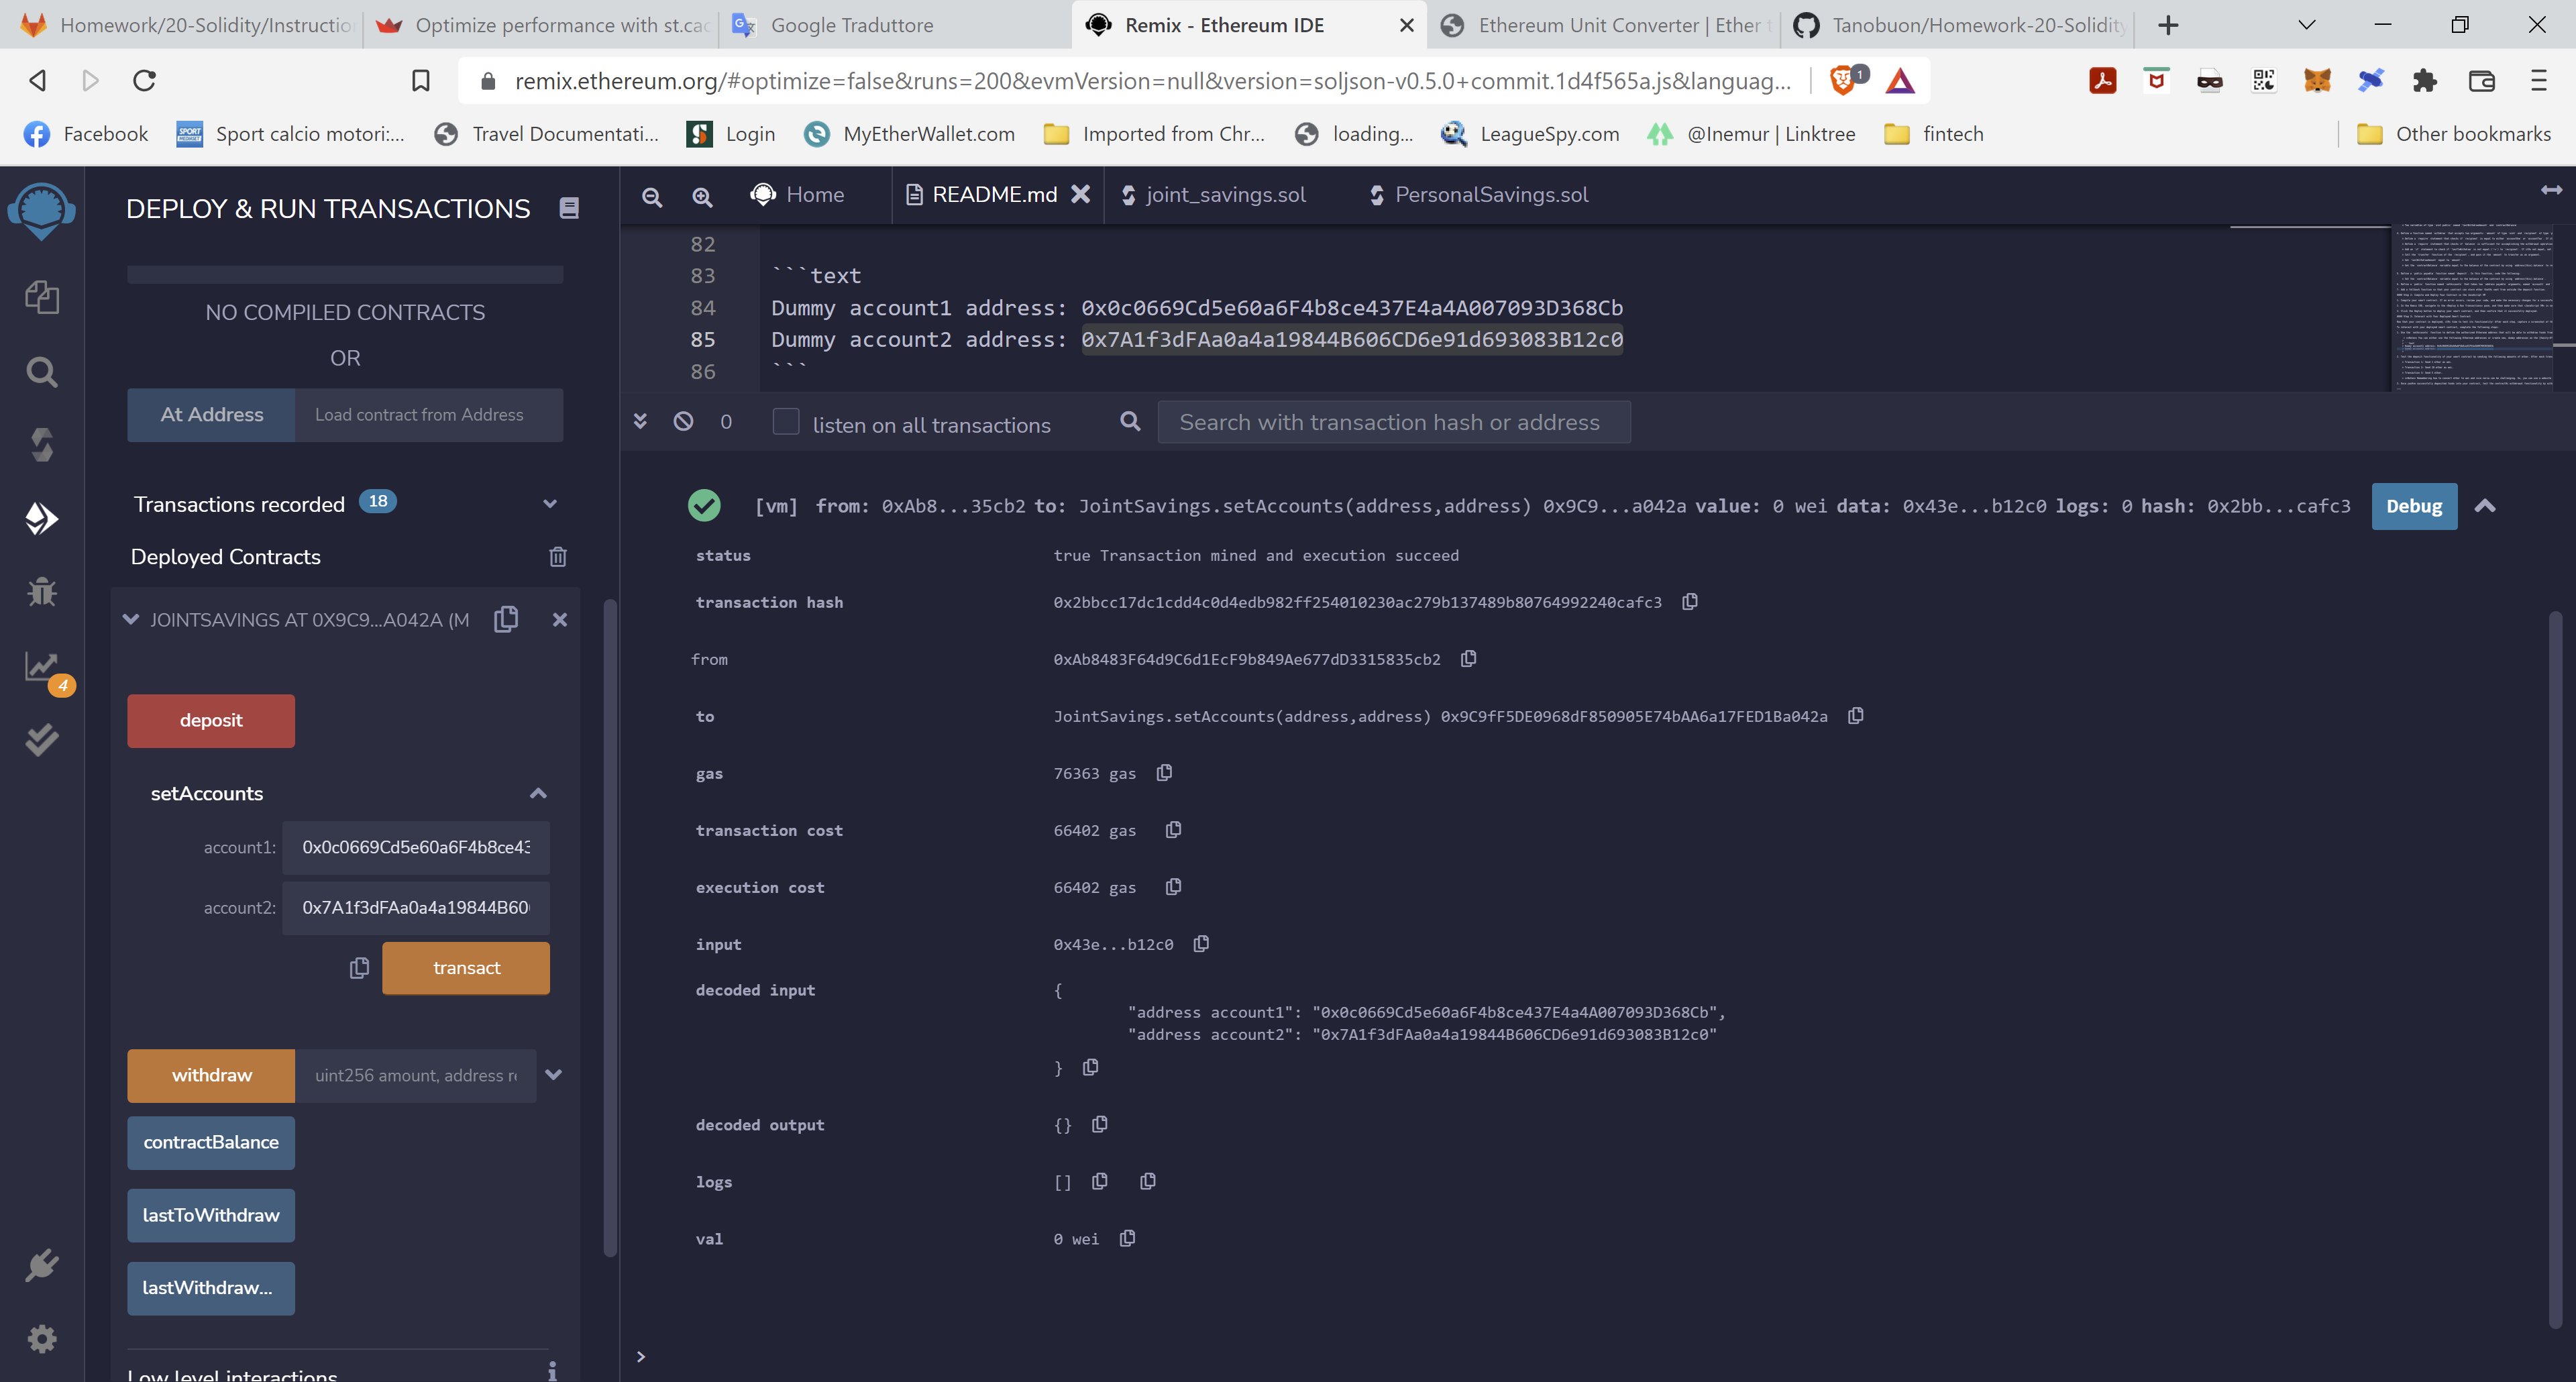 Homework/20-Solidity/Instructio
Optimize performance with st.cac
Google Traduttore
Remix - Ethereum IDE
Ethereum Unit Converter | Ether t
Tanobuon/Homework-20-Solidity
remix.ethereum.org/#optimize=false&runs=200&evmVersion=null&version=soljson-v0.5.0+commit.1d4f565a.js&languag...
1
Facebook
Sport calcio motori:...
Travel Documentati...
Login
MyEtherWallet.com
Imported from Chr...
loading...
LeagueSpy.com
@Inemur | Linktree
fintech
Other bookmarks
DEPLOY & RUN TRANSACTIONS
NO COMPILED CONTRACTS
OR
At Address
Load contract from Address
Transactions recorded 18
Deployed Contracts
JOINTSAVINGS AT 0X9C9...A042A (M
deposit
setAccounts
account1: 0x0c0669Cd5e60a6F4b8ce43
account2: 0x7A1f3dFAa0a4a19844B60
transact
withdraw
uint256 amount, address re
contractBalance
lastToWithdraw
lastWithdraw...
Low level interactions
4
Home
README.md
joint_savings.sol
PersonalSavings.sol
82
83 ```text
84 Dummy account1 address: 0x0c0669Cd5e60a6F4b8ce437E4a4A007093D368Cb
85 Dummy account2 address: 0x7A1f3dFAa0a4a19844B606CD6e91d693083B12c0
86 ```
0
listen on all transactions
Search with transaction hash or address
[vm] from: 0xAb8...35cb2 to: JointSavings.setAccounts(address,address) 0x9C9...a042a value: 0 wei data: 0x43e...b12c0 logs: 0 hash: 0x2bb...cafc3
Debug
status true Transaction mined and execution succeed
transaction hash 0x2bbcc17dc1cdd4c0d4edb982ff254010230ac279b137489b80764992240cafc3
from 0xAb8483F64d9C6d1EcF9b849Ae677dD3315835cb2
to JointSavings.setAccounts(address,address) 0x9C9fF5DE0968dF850905E74bAA6a17FED1Ba042a
gas 76363 gas
transaction cost 66402 gas
execution cost 66402 gas
input 0x43e...b12c0
decoded input {
"address account1": "0x0c0669Cd5e60a6F4b8ce437E4a4A007093D368Cb",
"address account2": "0x7A1f3dFAa0a4a19844B606CD6e91d693083B12c0"
}
decoded output {}
logs []
val 0 wei
>